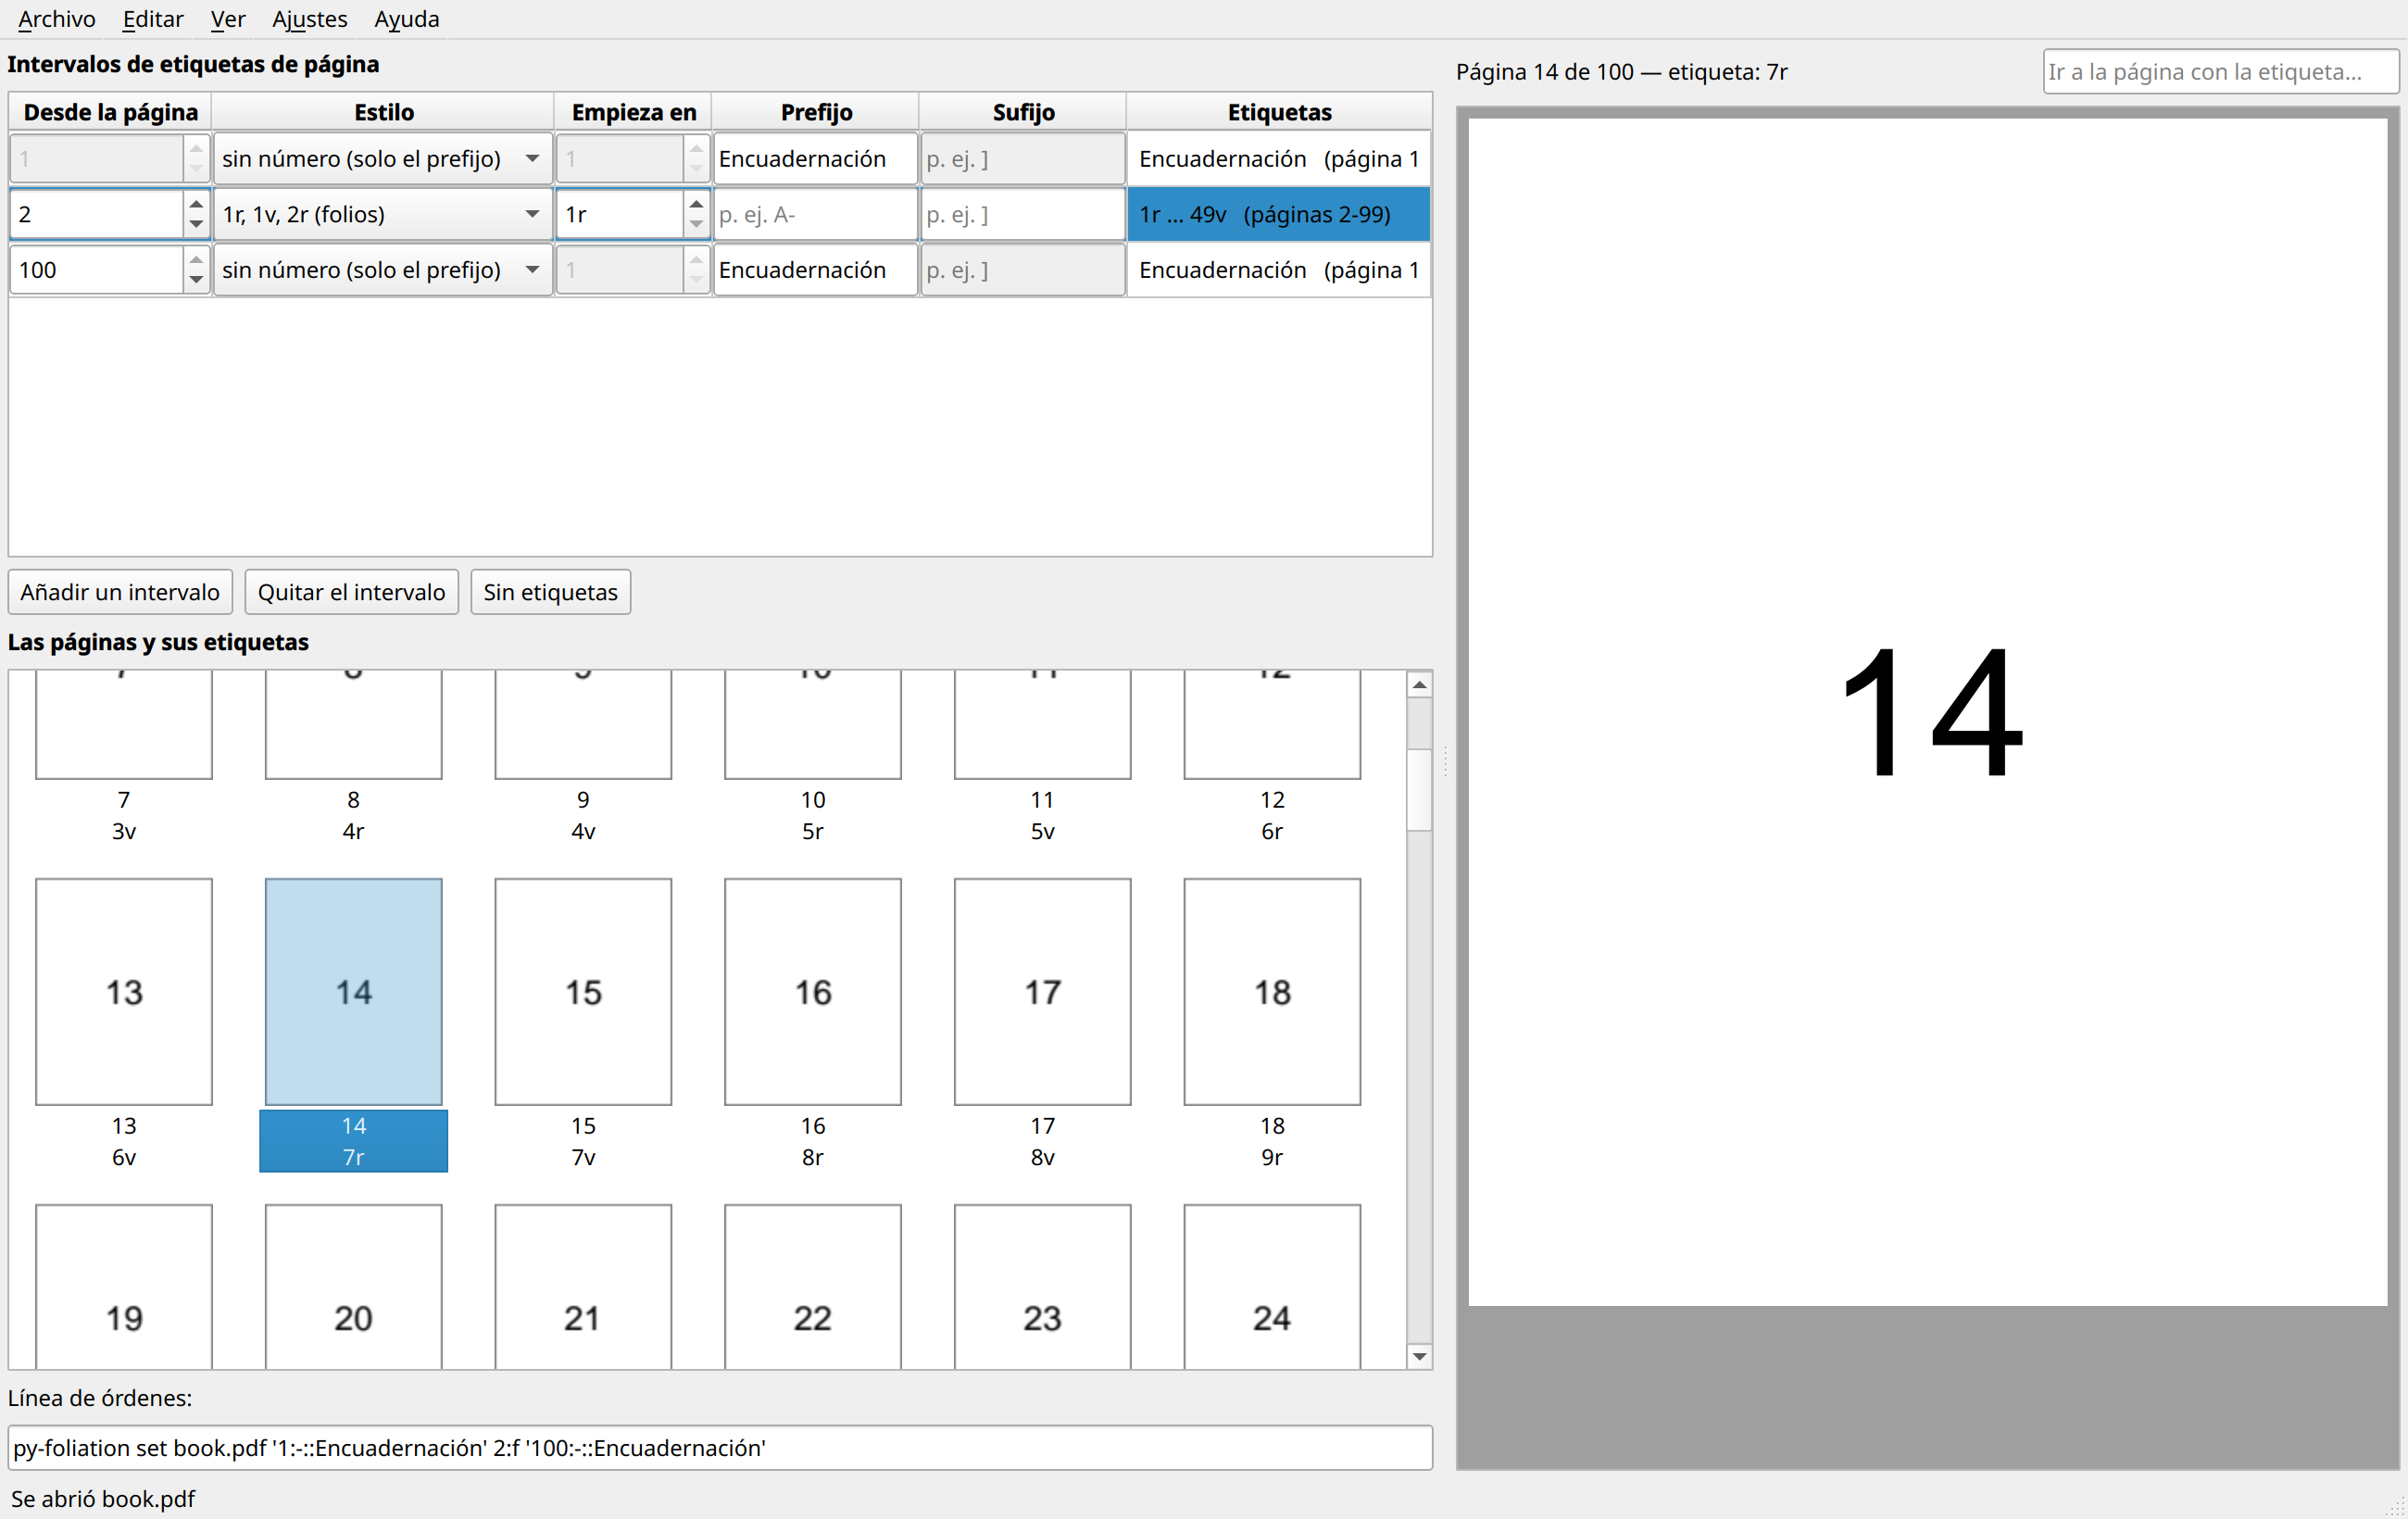 Archivo Editar Ver Ajustes Ayuda
Intervalos de etiquetas de página
Desde la página Estilo Empieza en Prefijo Sufijo Etiquetas
1 sin número (solo el prefijo) 1 Encuadernación p. ej. ] Encuadernación (página 1
2 1r, 1v, 2r (folios) 1r p. ej. A- p. ej. ] 1r ... 49v (páginas 2-99)
100 sin número (solo el prefijo) 1 Encuadernación p. ej. ] Encuadernación (página 1
Añadir un intervalo Quitar el intervalo Sin etiquetas
Las páginas y sus etiquetas
7 8 9 10 11 12
7 8 9 10 11 12
3v 4r 4v 5r 5v 6r
13 14 15 16 17 18
13 14 15 16 17 18
6v 7r 7v 8r 8v 9r
19 20 21 22 23 24
Línea de órdenes:
py-foliation set book.pdf '1:-::Encuadernación' 2:f '100:-::Encuadernación'
Se abrió book.pdf
Página 14 de 100 — etiqueta: 7r
Ir a la página con la etiqueta...
14